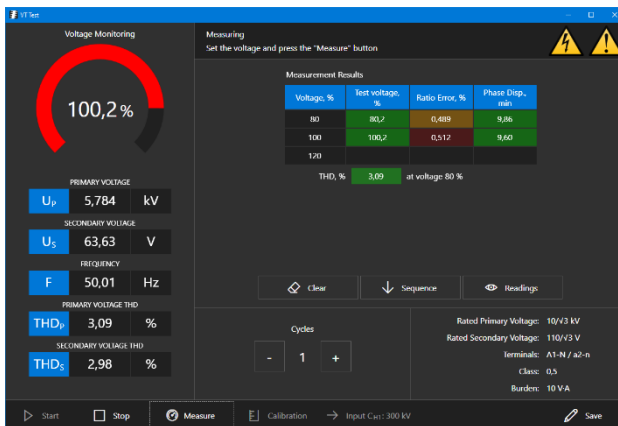 VT Test
Voltage Monitoring
100,2 %
PRIMARY VOLTAGE
UP 5,784 kV
SECONDARY VOLTAGE
US 63,63 V
FREQUENCY
F 50,01 Hz
PRIMARY VOLTAGE THD
THDP 3,09 %
SECONDARY VOLTAGE THD
THDS 2,98 %
Measuring
Set the voltage and press the "Measure" button
Measurement Results
Voltage, % Test voltage, % Ratio Error, % Phase Disp., min
80 80,2 0,489 9,86
100 100,2 0,512 9,60
120
THD, % 3,09 at voltage 80 %
Clear Sequence Readings
Cycles
- 1 +
Rated Primary Voltage: 10/√3 kV
Rated Secondary Voltage: 110/√3 V
Terminals: A1-N / a2-n
Class: 0,5
Burden: 10 V·A
Start Stop Measure Calibration Input CH1: 300 kV Save